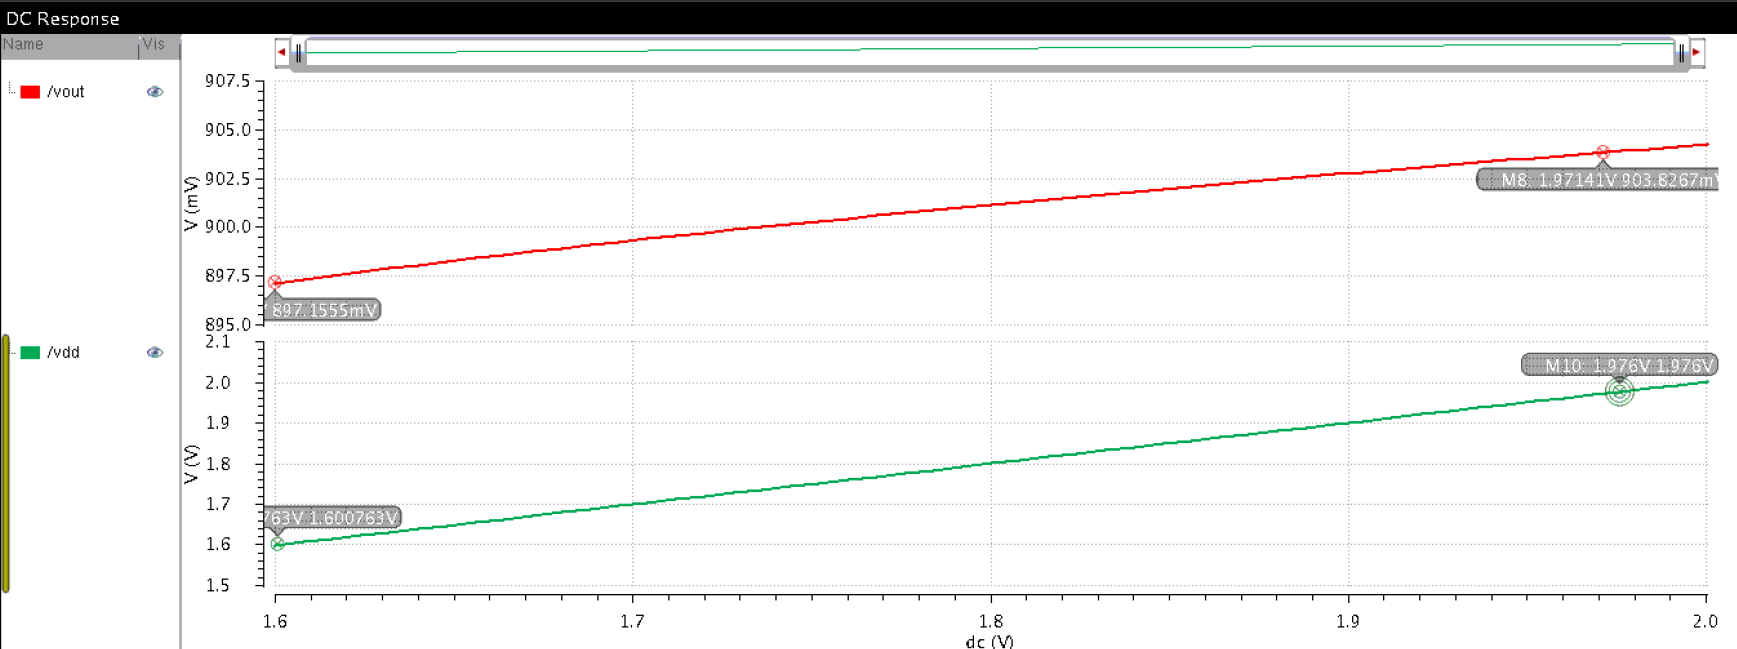 DC Response
Name Vis
/vout
907.5
905.0
902.5
900.0
897.5
895.0
V (mV)
M8: 1.97141V 903.8267mV
897.1555mV
/vdd
2.1
2.0
1.9
1.8
1.7
1.6
1.5
V (V)
M10: 1.976V 1.976V
763V 1.600763V
1.6 1.7 1.8 1.9 2.0
dc (V)